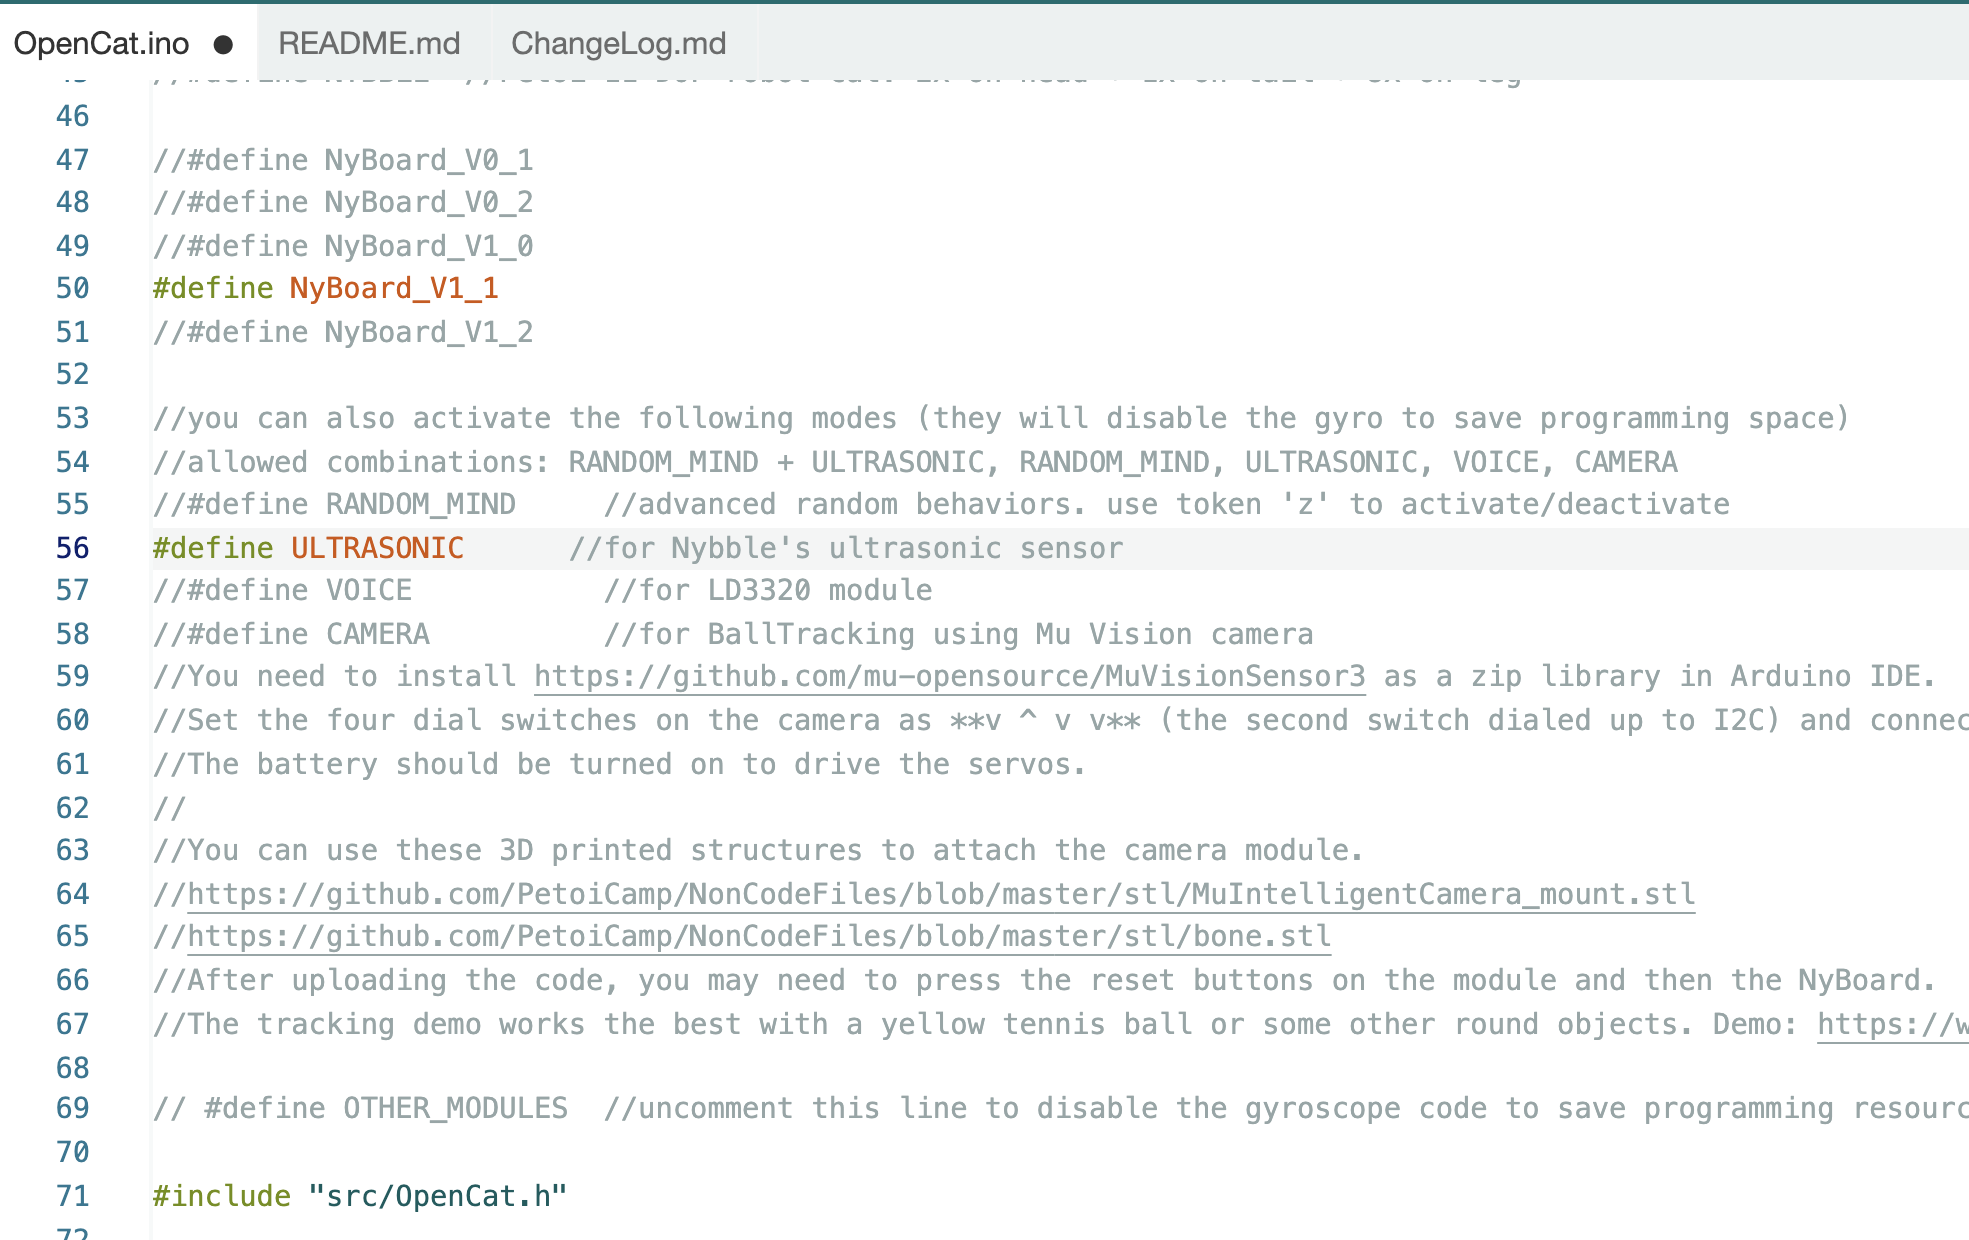 OpenCat.ino ● README.md ChangeLog.md
46
47 //#define NyBoard_V0_1
48 //#define NyBoard_V0_2
49 //#define NyBoard_V1_0
50 #define NyBoard_V1_1
51 //#define NyBoard_V1_2
52
53 //you can also activate the following modes (they will disable the gyro to save programming space)
54 //allowed combinations: RANDOM_MIND + ULTRASONIC, RANDOM_MIND, ULTRASONIC, VOICE, CAMERA
55 //#define RANDOM_MIND     //advanced random behaviors. use token 'z' to activate/deactivate
56 #define ULTRASONIC      //for Nybble's ultrasonic sensor
57 //#define VOICE           //for LD3320 module
58 //#define CAMERA          //for BallTracking using Mu Vision camera
59 //You need to install https://github.com/mu-opensource/MuVisionSensor3 as a zip library in Arduino IDE.
60 //Set the four dial switches on the camera as **v ^ v v** (the second switch dialed up to I2C) and connec
61 //The battery should be turned on to drive the servos.
62 //
63 //You can use these 3D printed structures to attach the camera module.
64 //https://github.com/PetoiCamp/NonCodeFiles/blob/master/stl/MuIntelligentCamera_mount.stl
65 //https://github.com/PetoiCamp/NonCodeFiles/blob/master/stl/bone.stl
66 //After uploading the code, you may need to press the reset buttons on the module and then the NyBoard.
67 //The tracking demo works the best with a yellow tennis ball or some other round objects. Demo: https://w
68
69 // #define OTHER_MODULES  //uncomment this line to disable the gyroscope code to save programming resourc
70
71 #include "src/OpenCat.h"
72